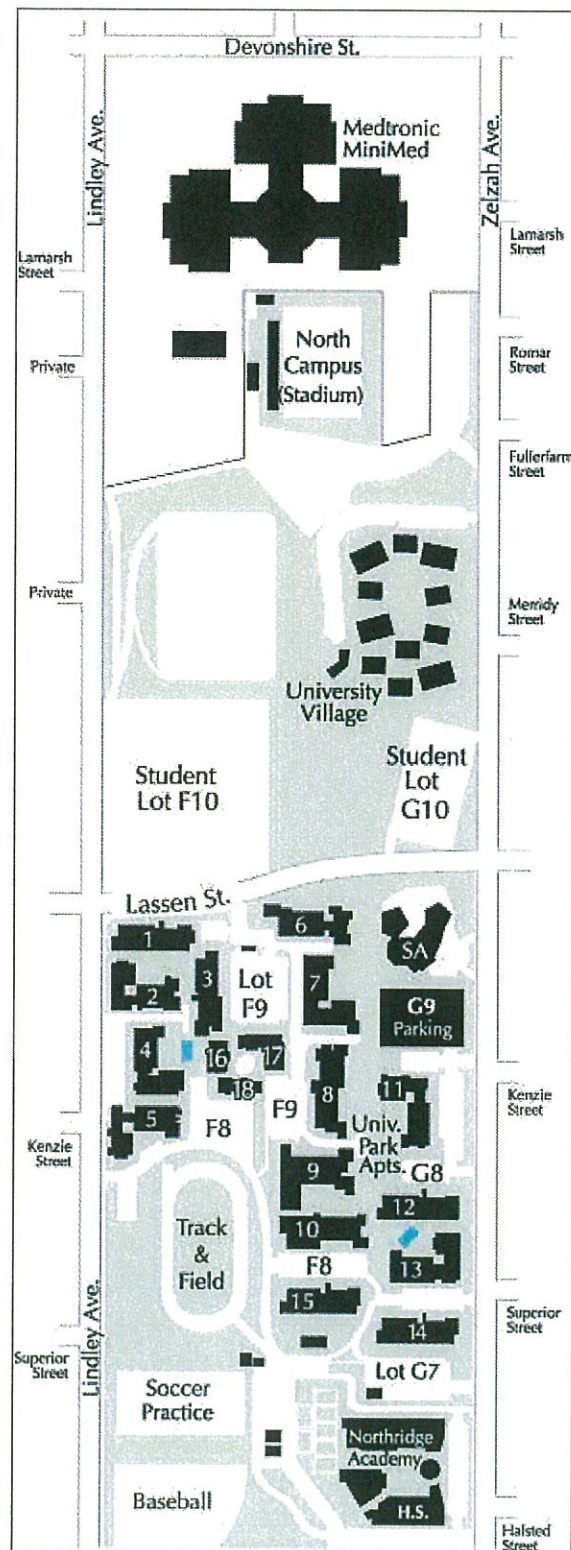 Devonshire St.
Lindley Ave.
Zelzah Ave.
Medtronic
MiniMed
Lamarsh
Street
Lamarsh
Street
North
Campus
(Stadium)
Private
Romar
Street
Fullerfarm
Street
Private
Merridy
Street
University
Village
Student
Lot F10
Student
Lot
G10
Lassen St.
1
6
SA
2
3
Lot
F9
7
G9
Parking
4
16
17
18
8
11
5
F8
F9
Univ.
Park
Apts.
Kenzie
Street
Kenzie
Street
9
G8
12
Track
&
Field
10
F8
13
15
14
Lindley Ave.
Superior
Street
Superior
Street
Lot G7
Soccer
Practice
Northridge
Academy
H.S.
Baseball
Halsted
Street